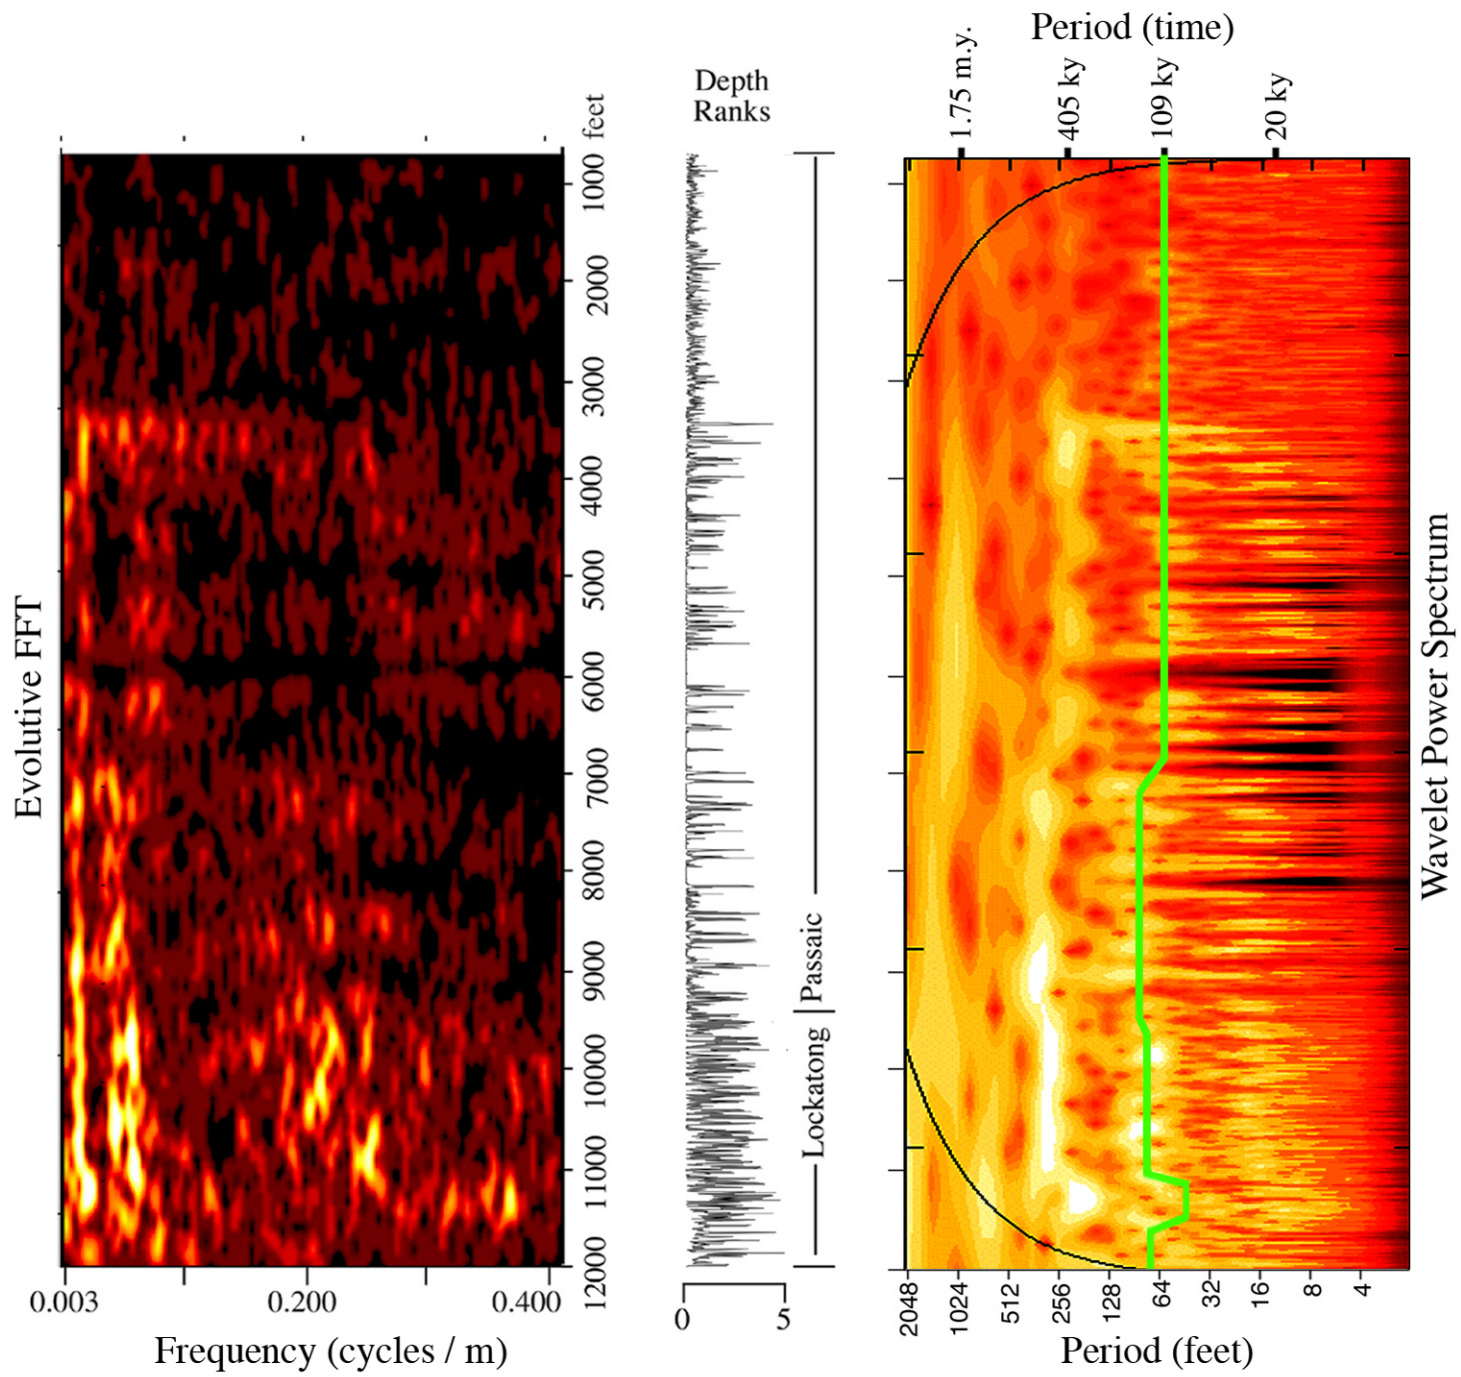 Period (time)
1.75 m.y.
405 ky
109 ky
20 ky
Depth
Ranks
feet
1000
2000
3000
4000
5000
6000
7000
8000
9000
10000
11000
12000
Evolutive FFT
Passaic
Lockatong
Wavelet Power Spectrum
0.003
0.200
0.400
Frequency (cycles / m)
0
5
2048
1024
512
256
128
64
32
16
8
4
Period (feet)